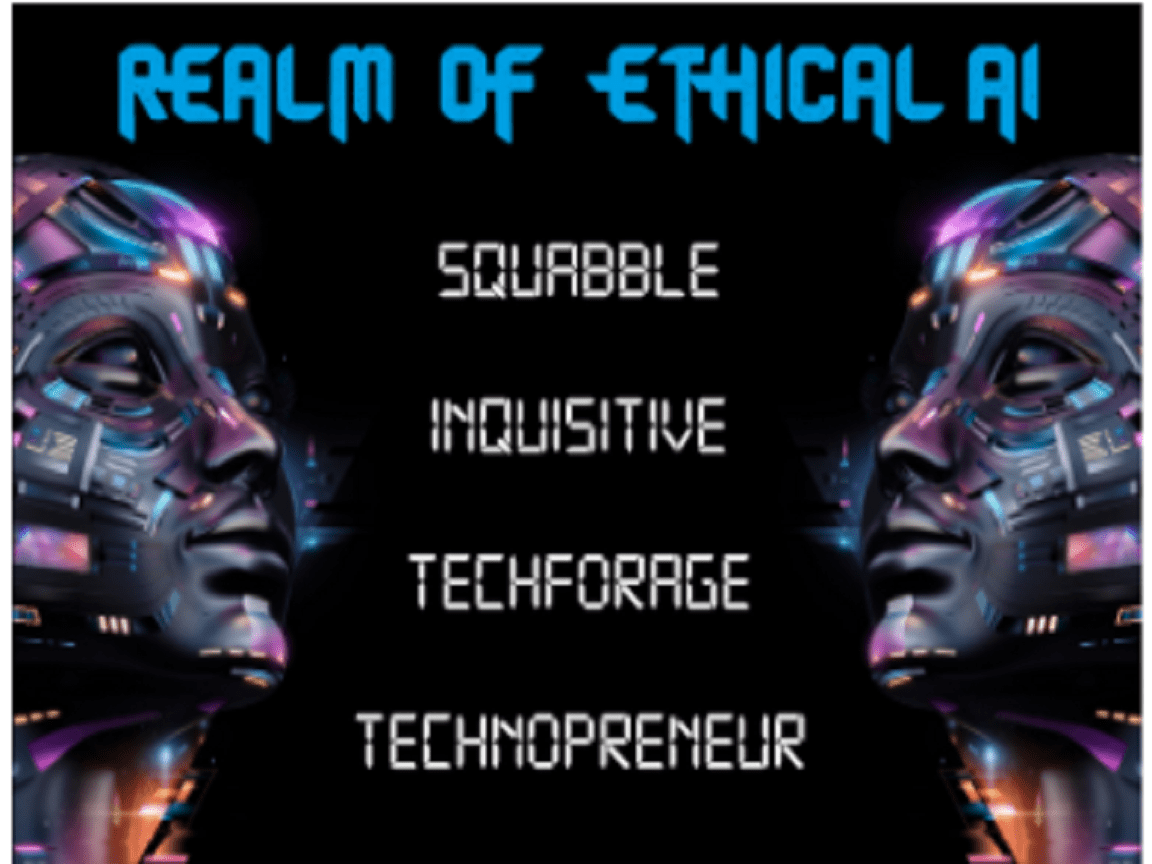 REALM OF ETHICAL AI
SQUABBLE
INQUISITIVE
TECHFORAGE
TECHNOPRENEUR